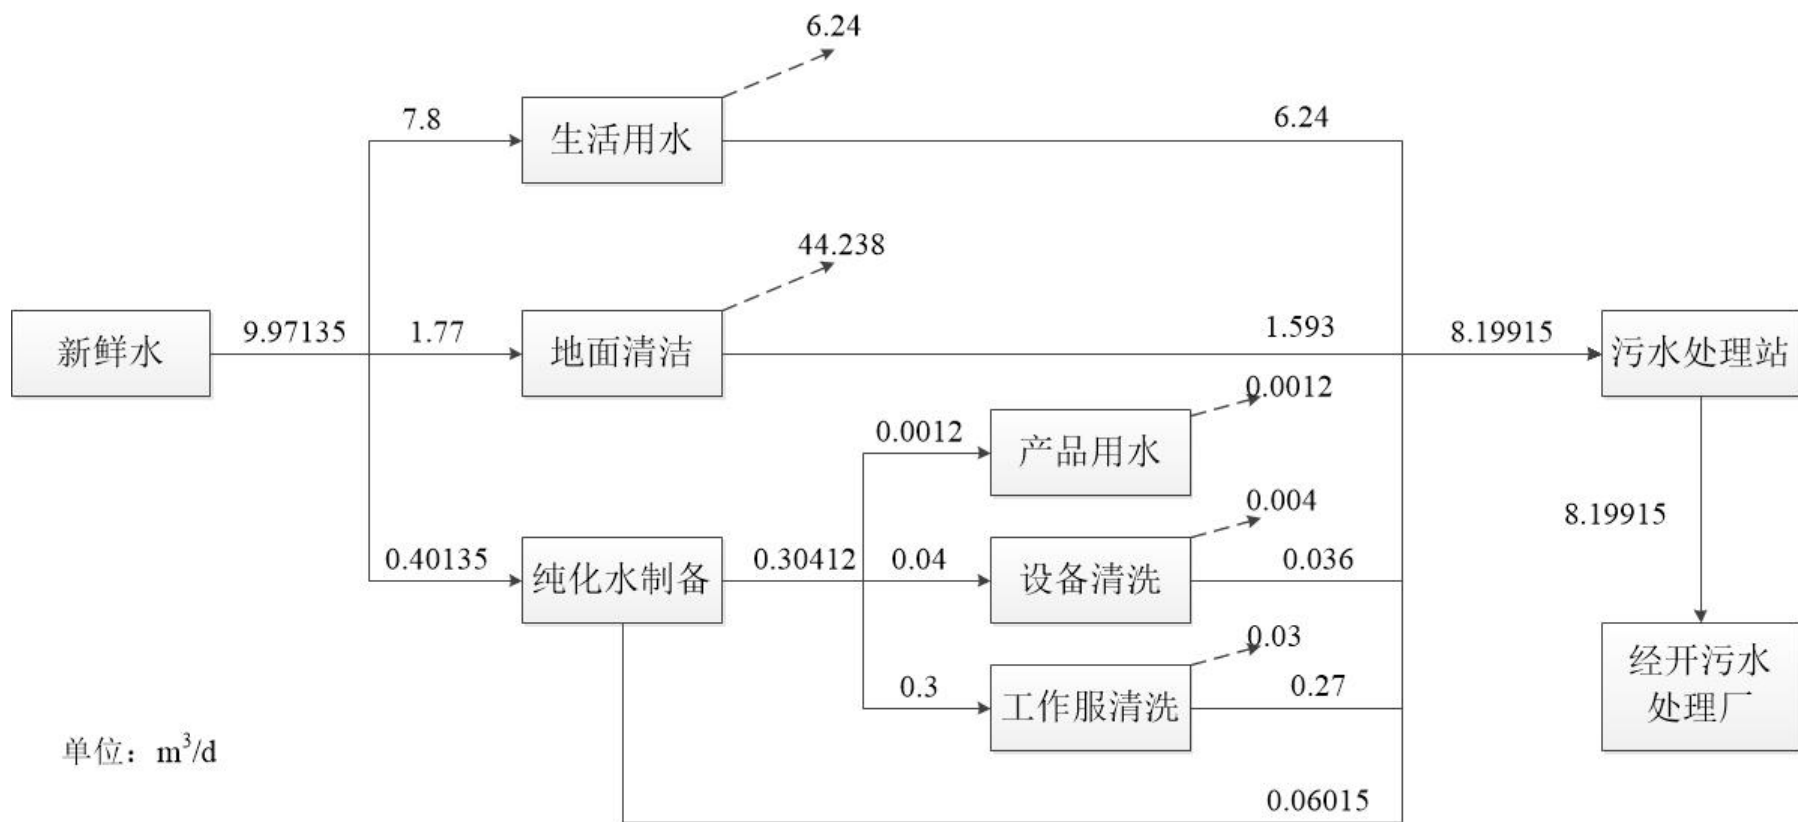 6.24
7.8
生活用水
6.24
44.238
新鲜水
9.97135
1.77
地面清洁
1.593
8.19915
污水处理站
0.0012
0.0012
产品用水
0.004
8.19915
0.40135
纯化水制备
0.30412
0.04
设备清洗
0.036
0.03
0.3
工作服清洗
0.27
经开污水
处理厂
单位：m³/d
0.06015